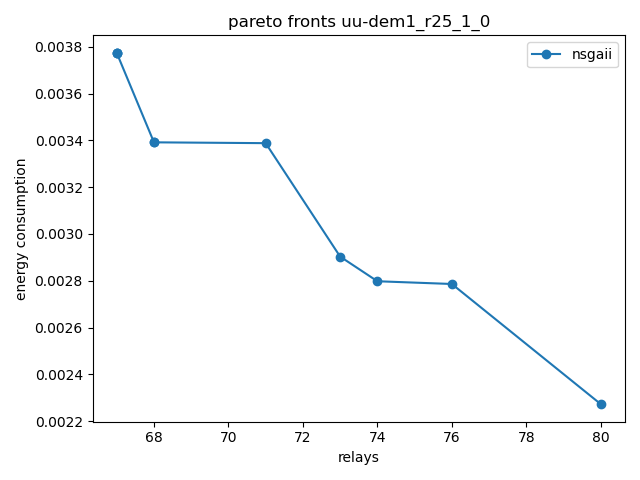 pareto fronts uu-dem1_r25_1_0
nsgaii
energy consumption
0.0038
0.0036
0.0034
0.0032
0.0030
0.0028
0.0026
0.0024
0.0022
68 70 72 74 76 78 80
relays